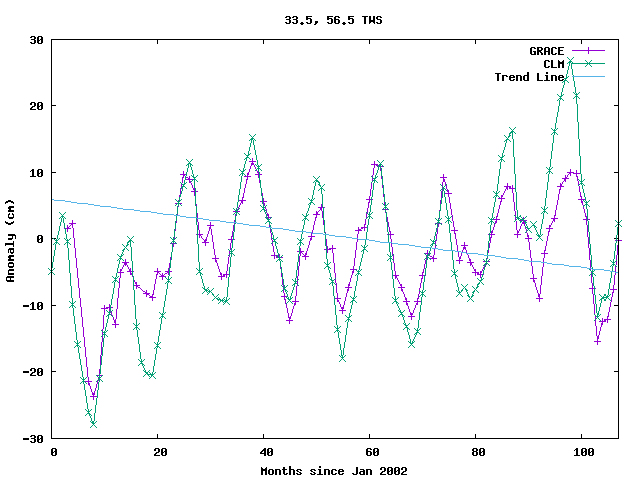 33.5, 56.5 TWS
GRACE
CLM
Trend Line
30
20
10
0
-10
-20
-30
Anomaly (cm)
0 20 40 60 80 100
Months since Jan 2002